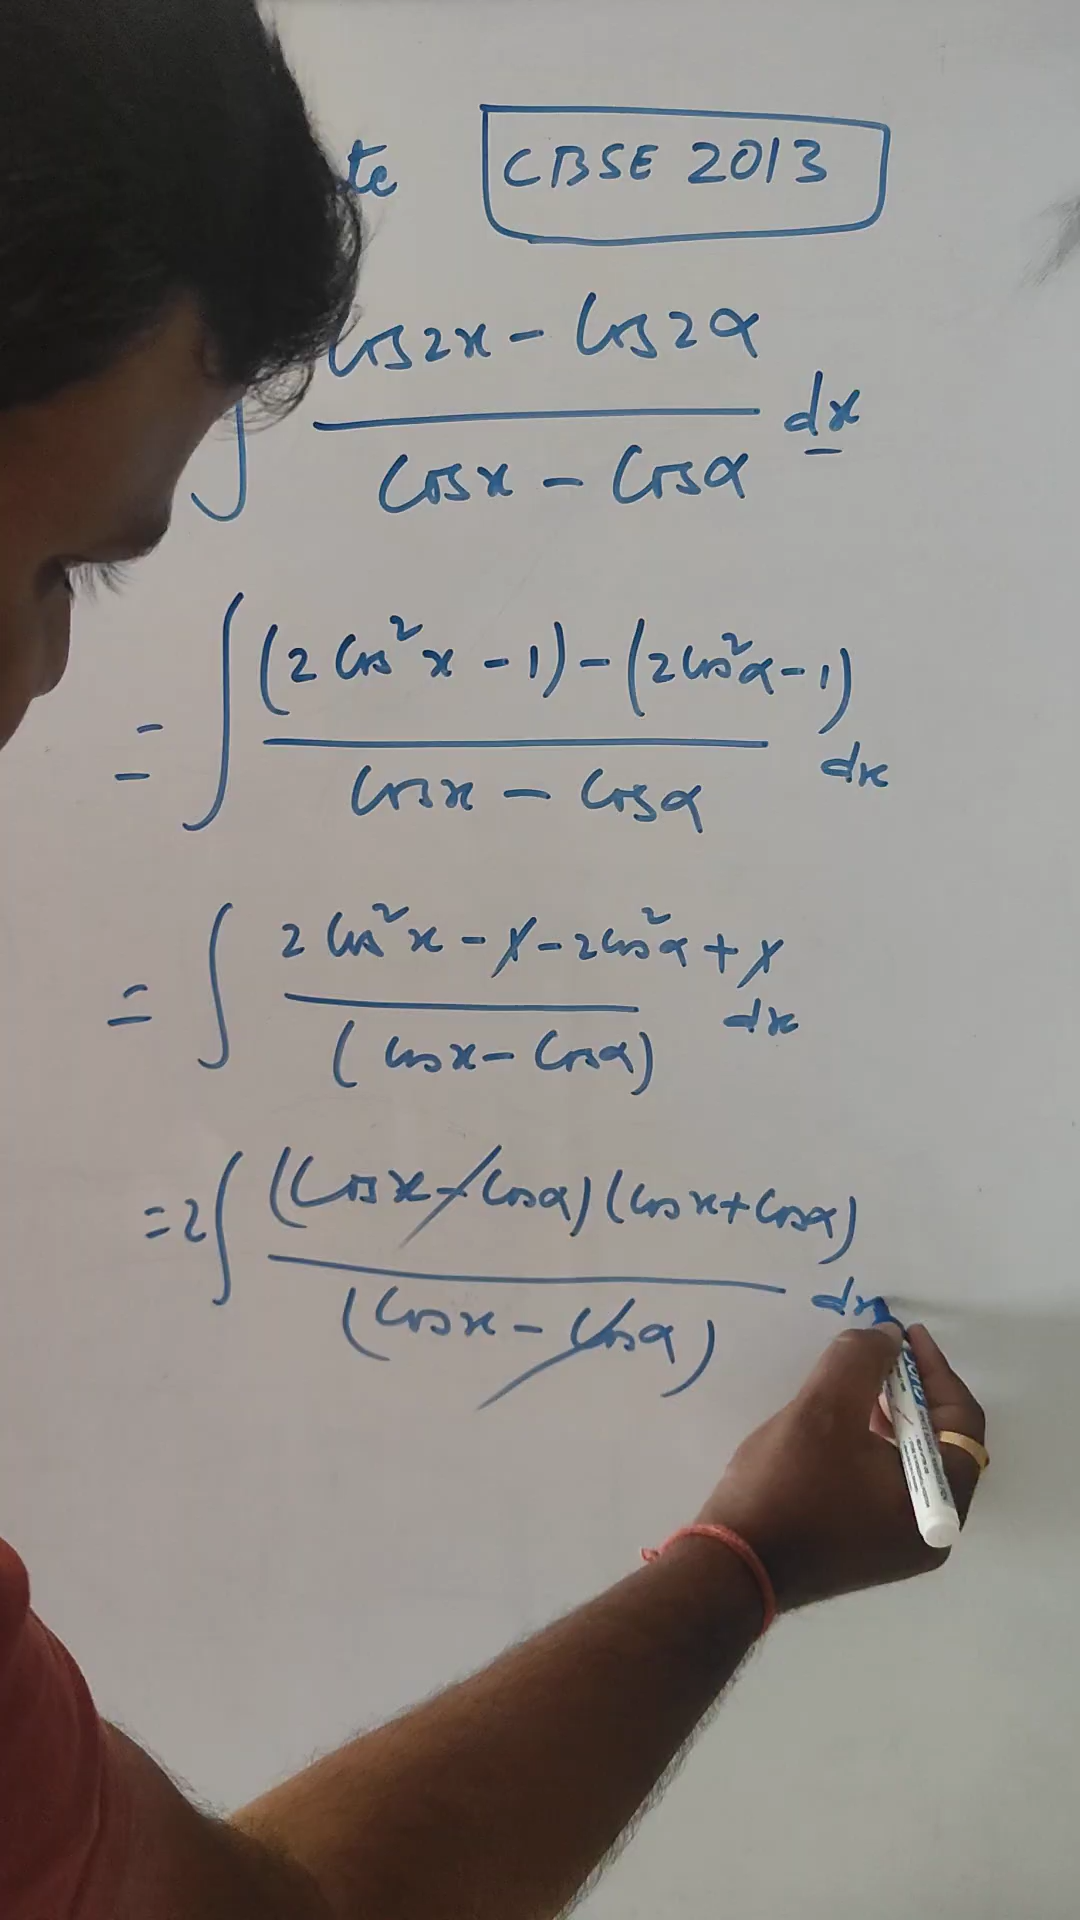 te CBSE 2013
∫ (cos2x - cos2α)/(cosx - cosα) dx
= ∫ ((2cos²x - 1) - (2cos²α - 1))/(cosx - cosα) dx
= ∫ (2cos²x - 1 - 2cos²α + 1)/((cosx - cosα)) dx
= 2∫ ((cosx - cosα)(cosx + cosα))/((cosx - cosα)) dx